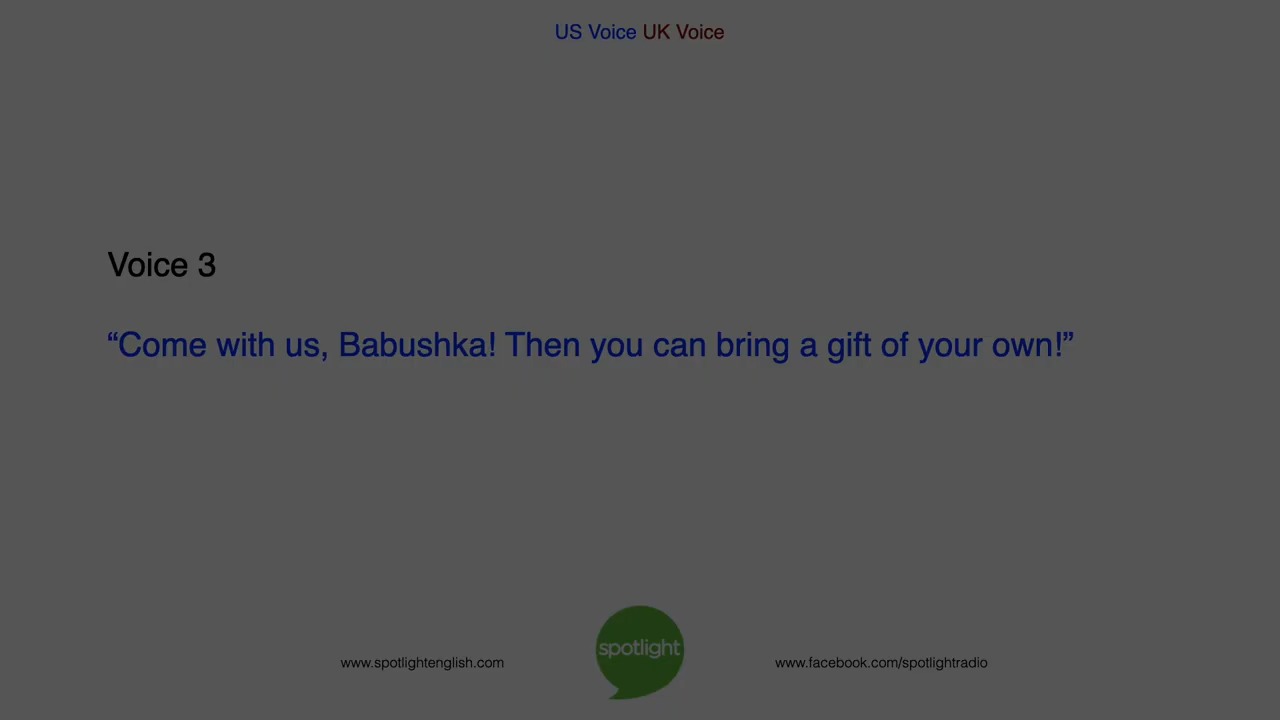 US Voice UK Voice
Voice 3
“Come with us, Babushka! Then you can bring a gift of your own!”
spotlight
www.spotlightenglish.com
www.facebook.com/spotlightradio